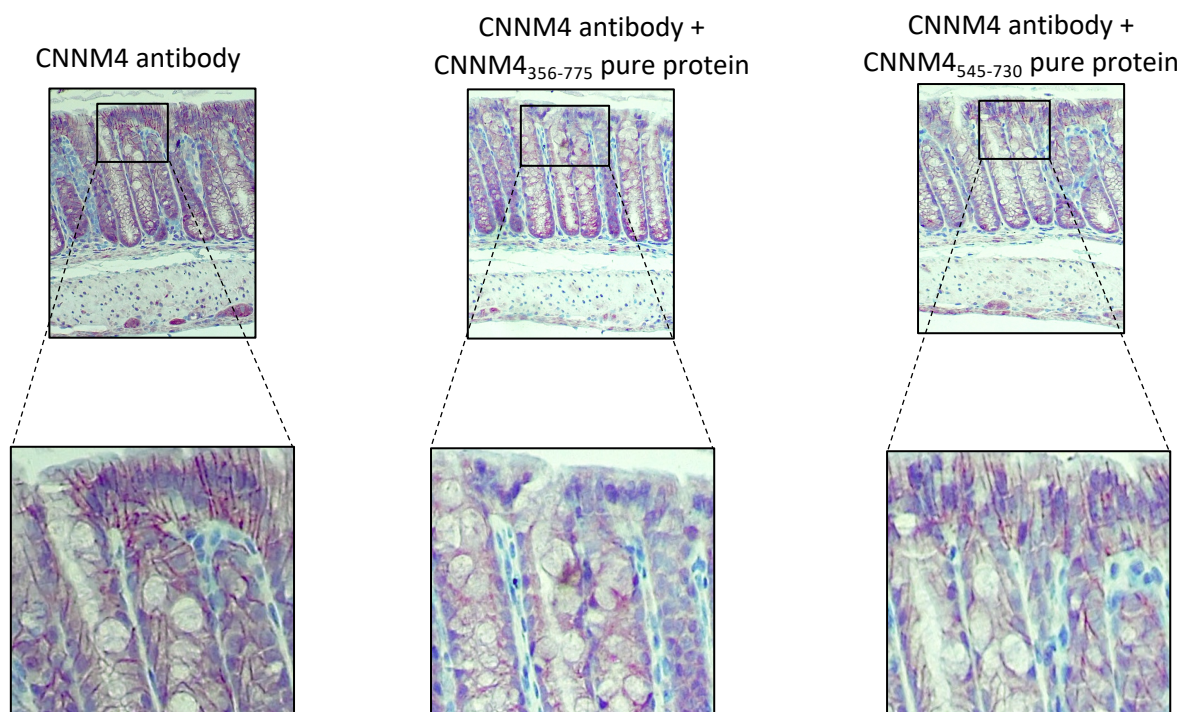 CNNM4 antibody
CNNM4 antibody +
CNNM4₃₅₆₋₇₇₅ pure protein
CNNM4 antibody +
CNNM4₅₄₅₋₇₃₀ pure protein